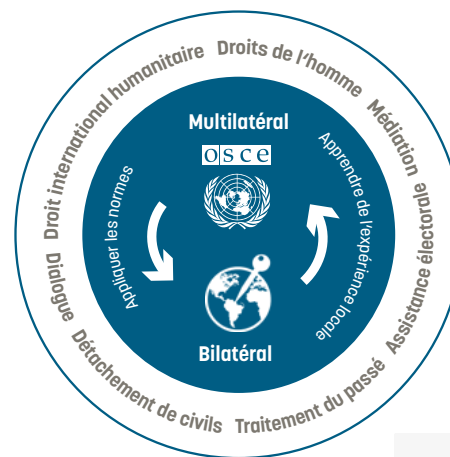 Droit international humanitaire
Droits de l'homme
Médiation
Assistance électorale
Traitement du passé
Détachement de civils
Dialogue
Multilatéral
osce
Appliquer les normes
Apprendre de l'expérience locale
Bilatéral